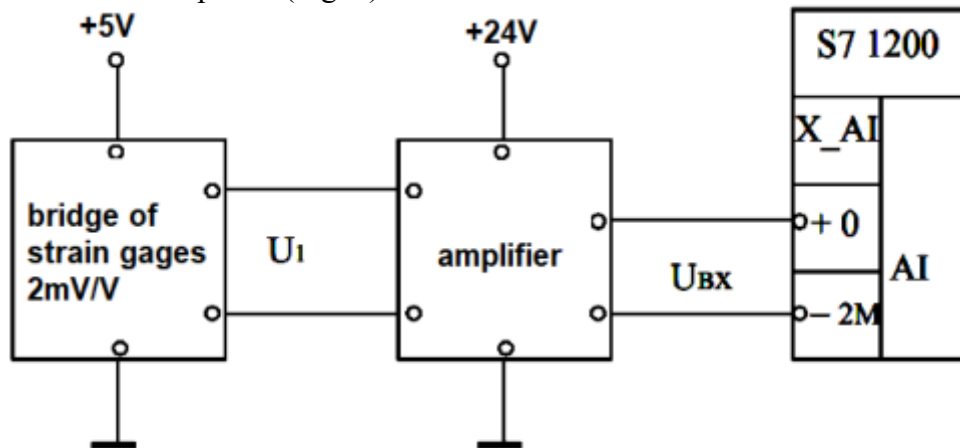 +5V
+24V
S7 1200
X_AI
bridge of
strain gages
2mV/V
U1
amplifier
UBX
+ 0
AI
– 2M